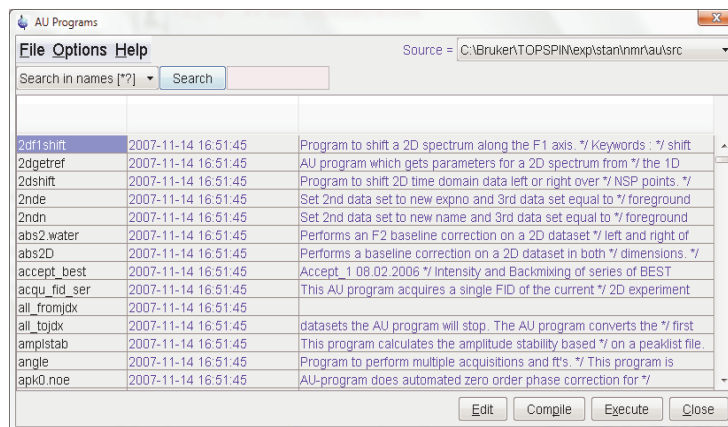 AU Programs
File Options Help Source = C:\Bruker\TOPSPIN\exp\stan\nmr\au\src
Search in names [*?] Search
2df1shift 2007-11-14 16:51:45 Program to shift a 2D spectrum along the F1 axis. */ Keywords : */ shift
2dgetref 2007-11-14 16:51:45 AU program which gets parameters for a 2D spectrum from */ the 1D
2dshift 2007-11-14 16:51:45 Program to shift 2D time domain data left or right over */ NSP points. */
2nde 2007-11-14 16:51:45 Set 2nd data set to new expno and 3rd data set equal to */ foreground
2ndn 2007-11-14 16:51:45 Set 2nd data set to new name and 3rd data set equal to */ foreground
abs2.water 2007-11-14 16:51:45 Performs an F2 baseline correction on a 2D dataset */ left and right of
abs2D 2007-11-14 16:51:45 Performs a baseline correction on a 2D dataset in both */ dimensions. */
accept_best 2007-11-14 16:51:45 Accept_1 08.02.2006 */ Intensity and Backmixing of series of BEST
acqu_fid_ser 2007-11-14 16:51:45 This AU program acquires a single FID of the current */ 2D experiment
all_fromjdx 2007-11-14 16:51:45
all_tojdx 2007-11-14 16:51:45 datasets the AU program will stop. The AU program converts the */ first
amplstab 2007-11-14 16:51:45 This program calculates the amplitude stability based */ on a peaklist file.
angle 2007-11-14 16:51:45 Program to perform multiple acquisitions and ft's. */ This program is
apk0.noe 2007-11-14 16:51:45 AU-program does automated zero order phase correction for */
Edit Compile Execute Close